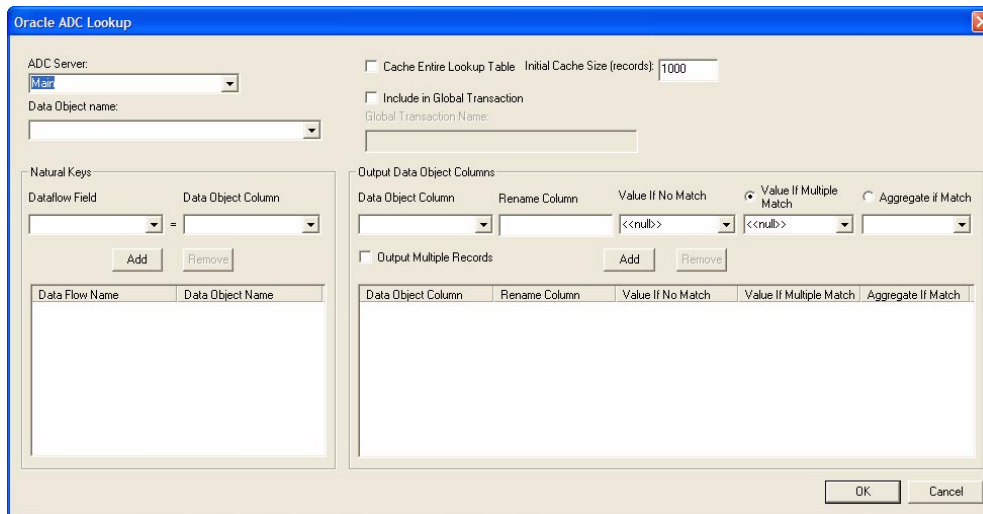 Oracle ADC Lookup
ADC Server:
Main
Data Object name:
Cache Entire Lookup Table Initial Cache Size (records): 1000
Include in Global Transaction
Global Transaction Name:
Natural Keys
Dataflow Field Data Object Column
=
Add Remove
Data Flow Name Data Object Name
Output Data Object Columns
Data Object Column Rename Column Value If No Match Value If Multiple Match Aggregate if Match
<<null>> <<null>>
Output Multiple Records Add Remove
Data Object Column Rename Column Value If No Match Value If Multiple Match Aggregate If Match
OK Cancel